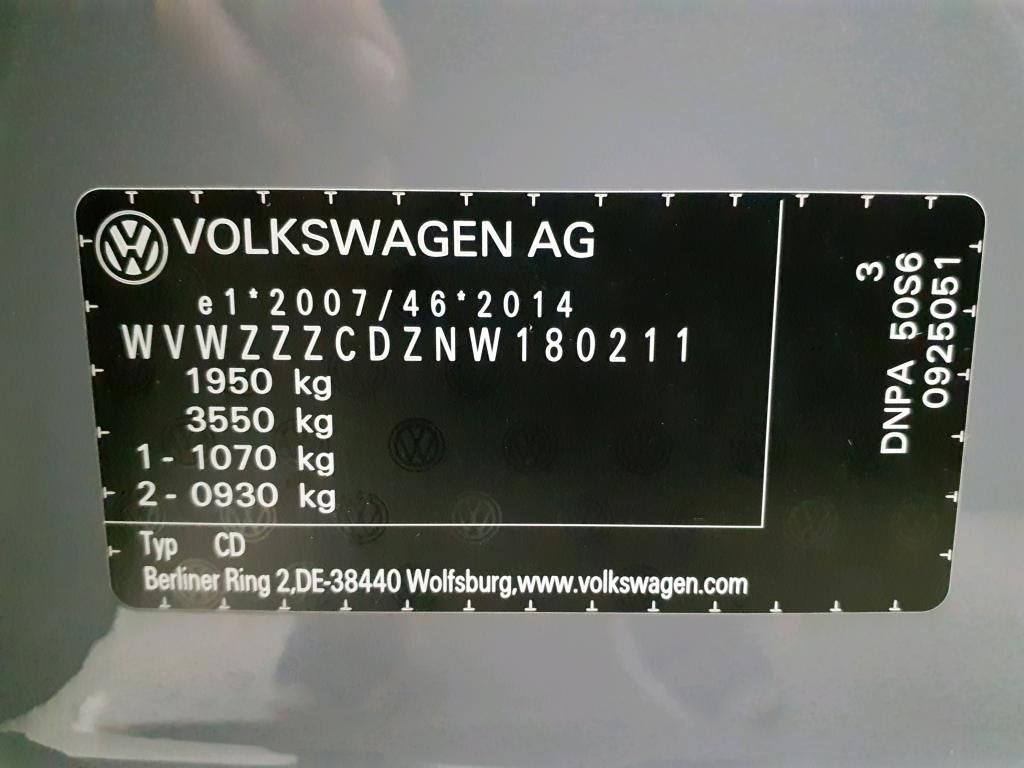 VOLKSWAGEN AG
e1*2007/46*2014
WVWZZZCDZNW180211
1950 kg
3550 kg
1- 1070 kg
2- 0930 kg
Typ CD
Berliner Ring 2,DE-38440 Wolfsburg,www.volkswagen.com
3
DNPA 50S6
0925051